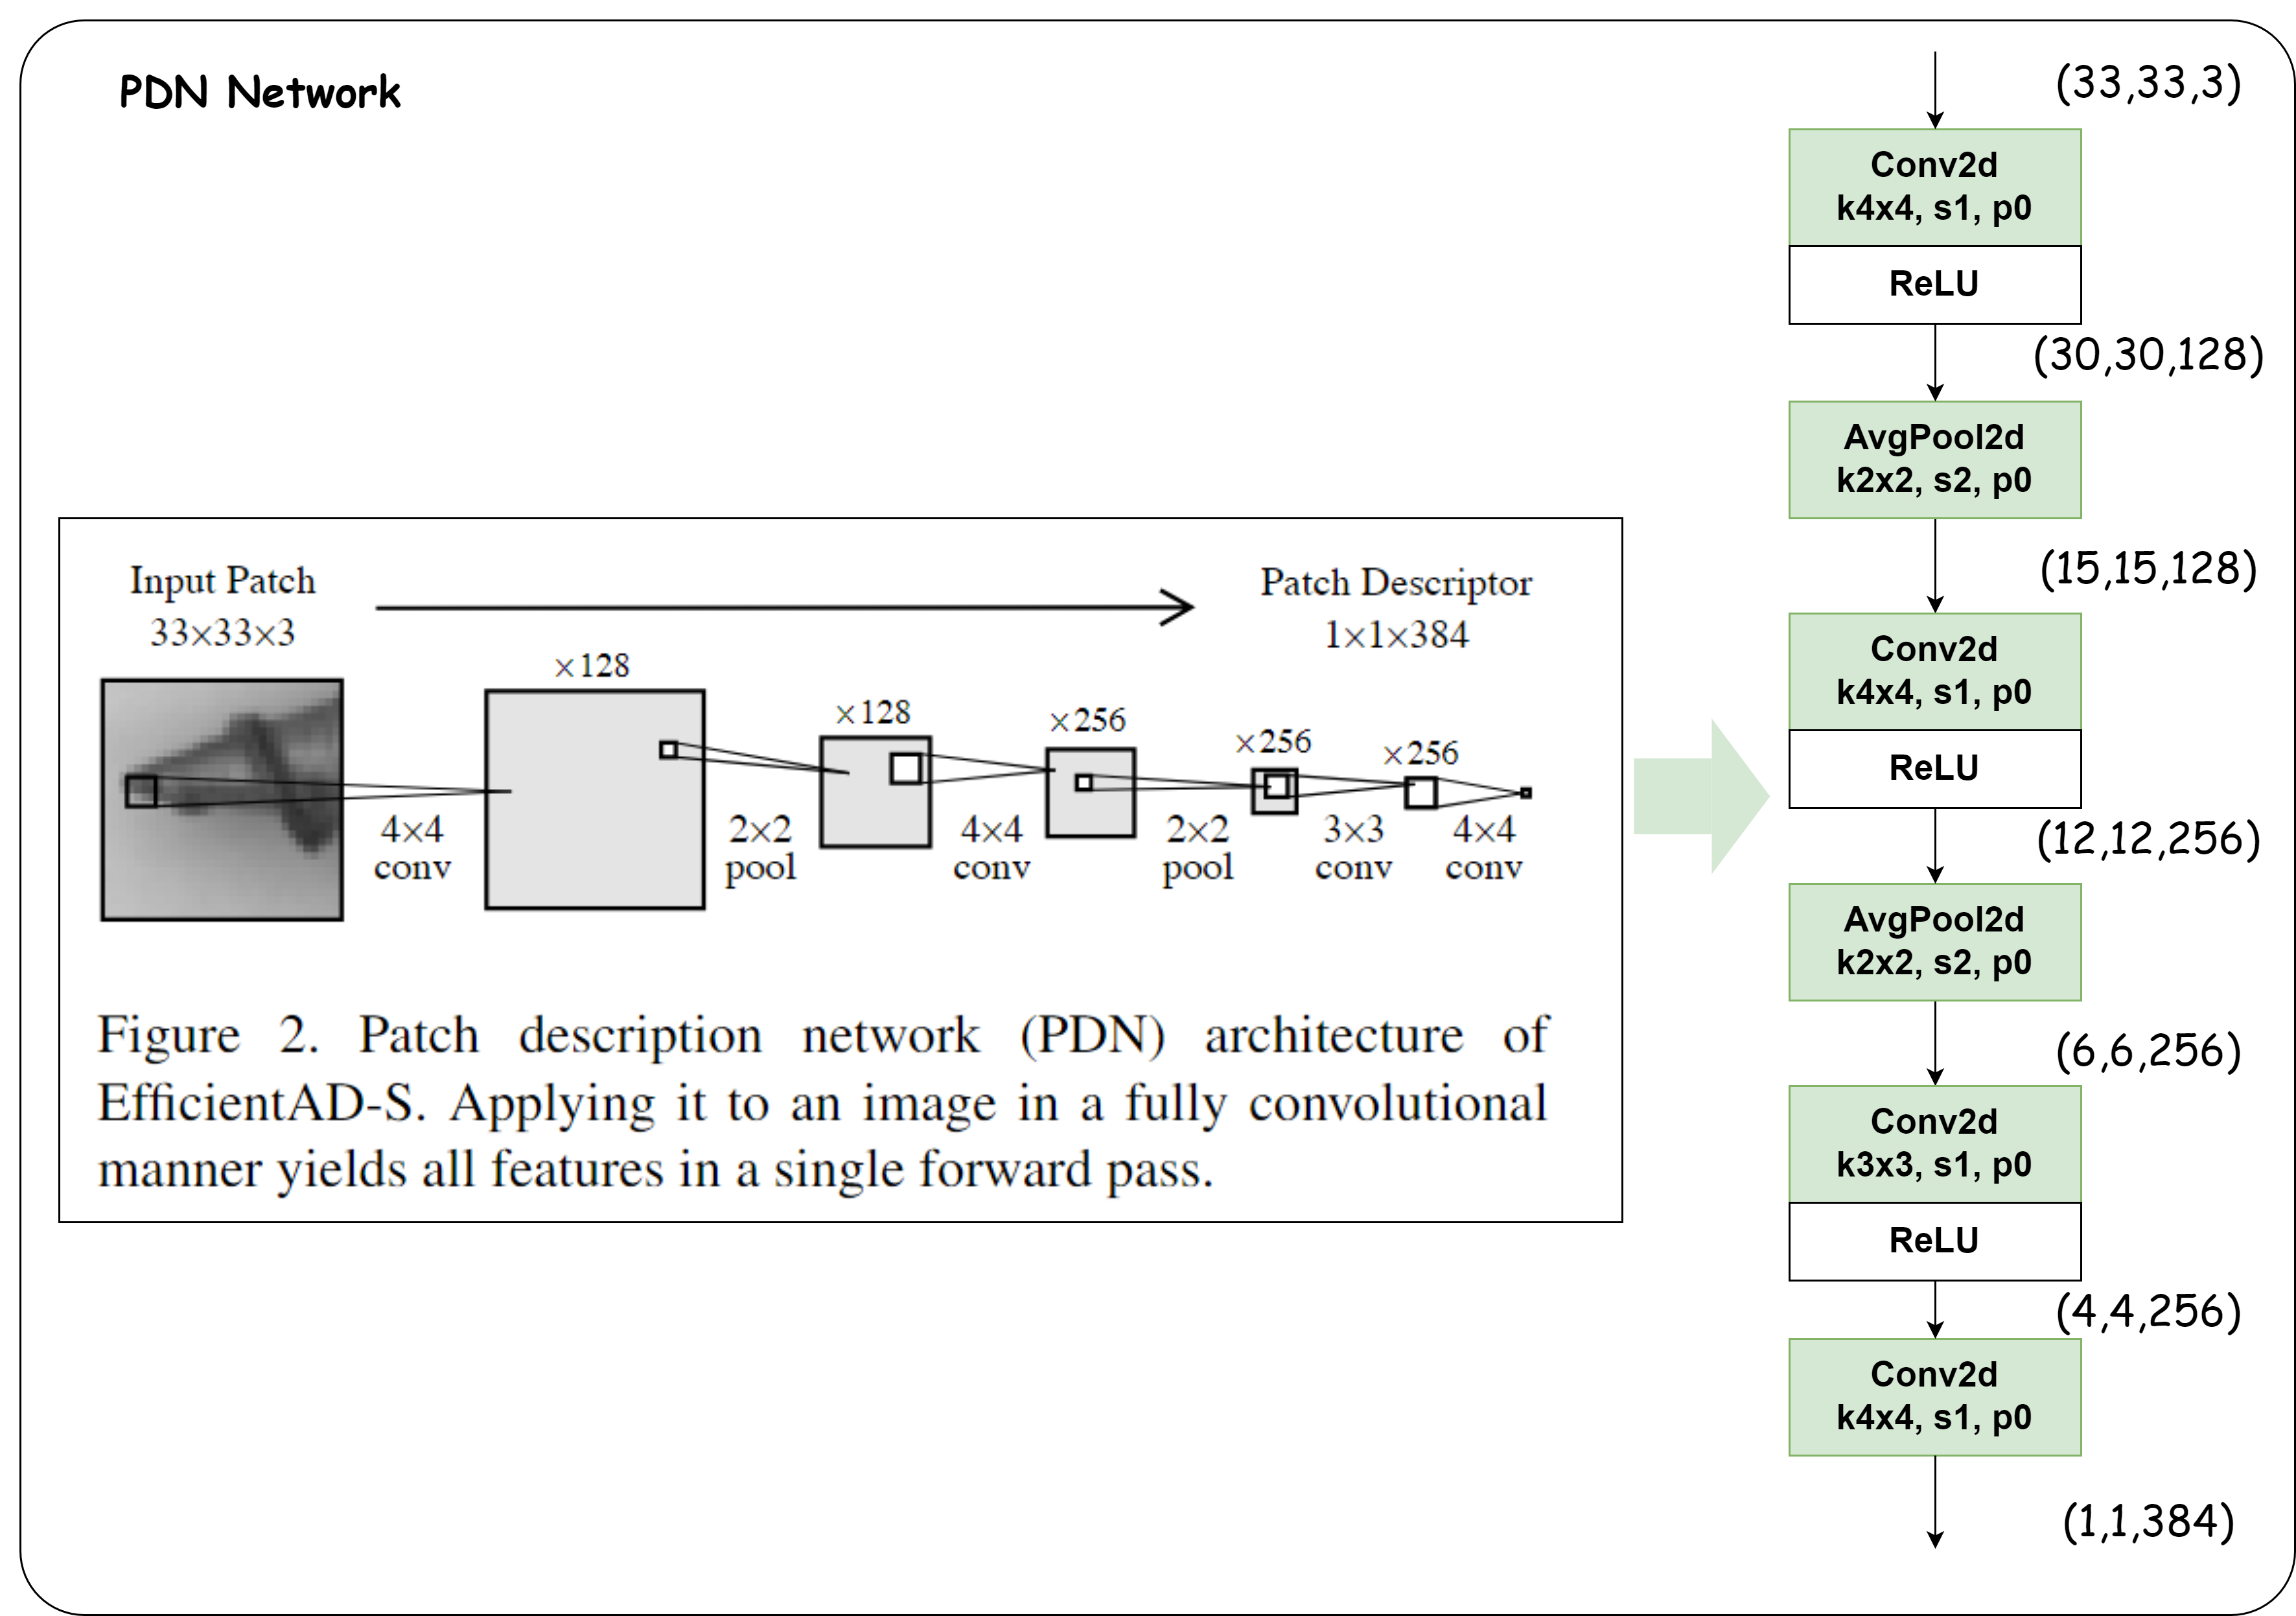 PDN Network
Input Patch
33×33×3
Patch Descriptor
1×1×384
×128
×128
×256
×256
×256
4×4
conv
2×2
pool
4×4
conv
2×2
pool
3×3
conv
4×4
conv
Figure 2. Patch description network (PDN) architecture of
EfficientAD-S. Applying it to an image in a fully convolutional
manner yields all features in a single forward pass.
(33,33,3)
Conv2d
k4x4, s1, p0
ReLU
(30,30,128)
AvgPool2d
k2x2, s2, p0
(15,15,128)
Conv2d
k4x4, s1, p0
ReLU
(12,12,256)
AvgPool2d
k2x2, s2, p0
(6,6,256)
Conv2d
k3x3, s1, p0
ReLU
(4,4,256)
Conv2d
k4x4, s1, p0
(1,1,384)